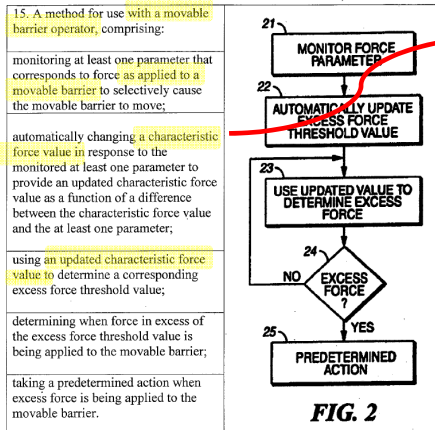 15. A method for use with a movable
barrier operator, comprising:
monitoring at least one parameter that
corresponds to force as applied to a
movable barrier to selectively cause
the movable barrier to move;
automatically changing a characteristic
force value in response to the
monitored at least one parameter to
provide an updated characteristic force
value as a function of a difference
between the characteristic force value
and the at least one parameter;
using an updated characteristic force
value to determine a corresponding
excess force threshold value;
determining when force in excess of
the excess force threshold value is
being applied to the movable barrier;
taking a predetermined action when
excess force is being applied to the
movable barrier.
21
MONITOR FORCE
PARAMETER
22
AUTOMATICALLY UPDATE
EXCESS FORCE
THRESHOLD VALUE
23
USE UPDATED VALUE TO
DETERMINE EXCESS
FORCE
24
EXCESS
FORCE
?
NO
YES
25
PREDETERMINED
ACTION
FIG. 2